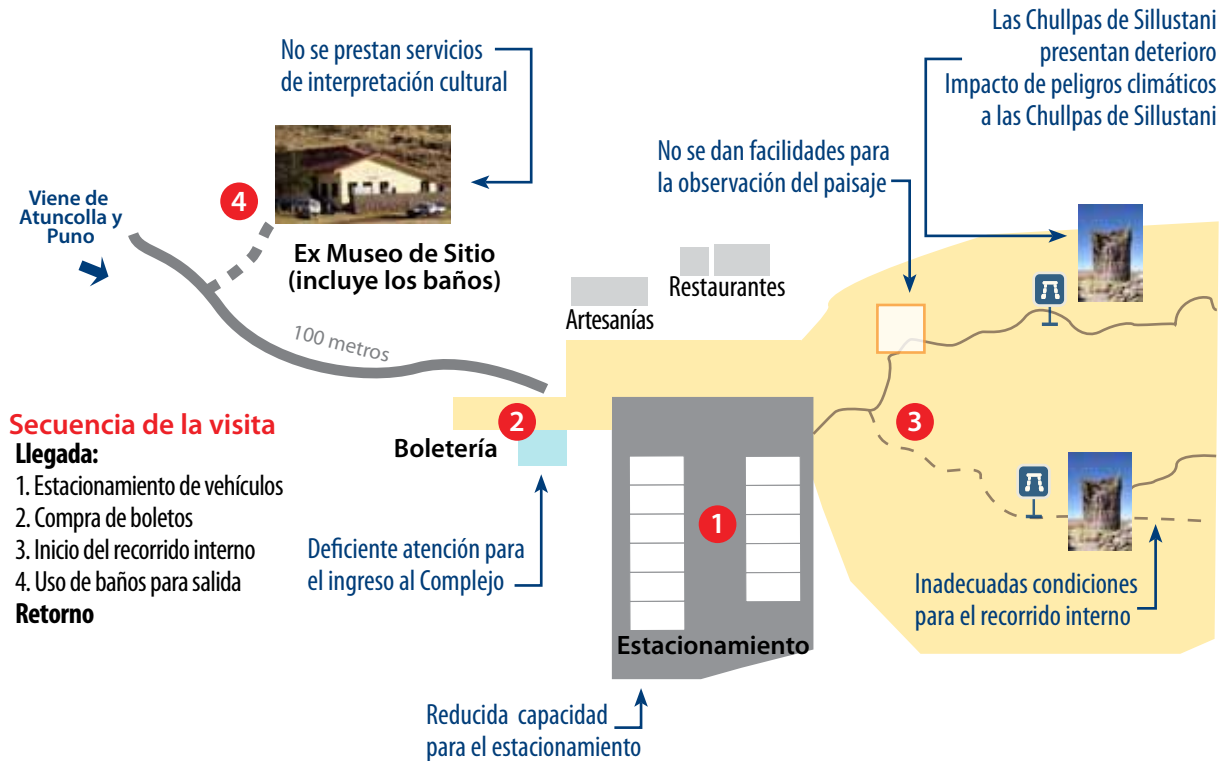 No se prestan servicios
de interpretación cultural
Las Chullpas de Sillustani
presentan deterioro
Impacto de peligros climáticos
a las Chullpas de Sillustani
No se dan facilidades para
la observación del paisaje
Viene de
Atuncolla y
Puno
4
Ex Museo de Sitio
(incluye los baños)
Restaurantes
Artesanías
100 metros
Secuencia de la visita
Llegada:
1. Estacionamiento de vehículos
2. Compra de boletos
3. Inicio del recorrido interno
4. Uso de baños para salida
Retorno
2
Boletería
3
1
Deficiente atención para
el ingreso al Complejo
Inadecuadas condiciones
para el recorrido interno
Estacionamiento
Reducida capacidad
para el estacionamiento